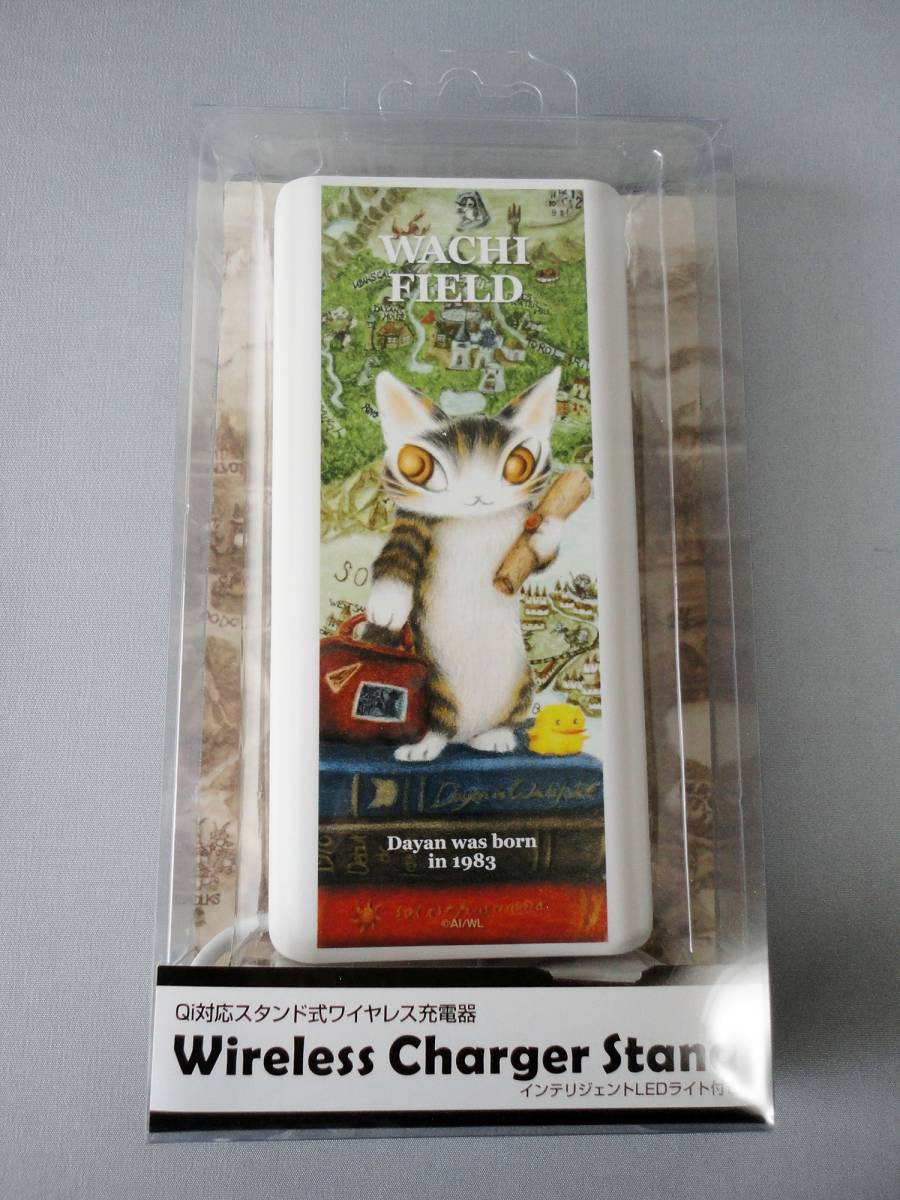 WACHI
FIELD
DAYAN
SO
Dayan was born
in 1983
©AI/WL
Qi対応スタンド式ワイヤレス充電器
Wireless Charger Stand
インテリジェントLEDライト付